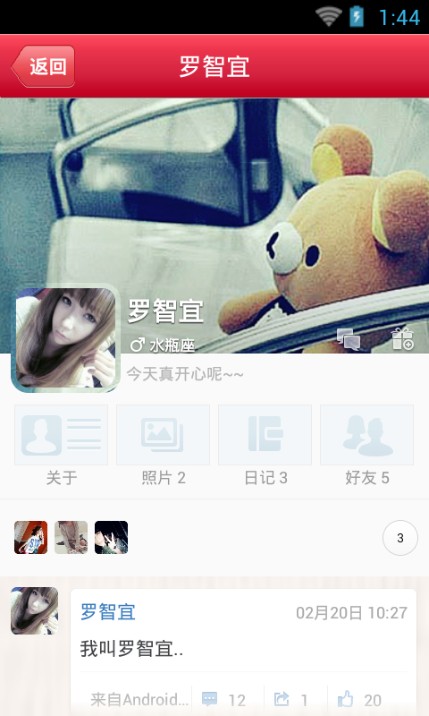 1:44
返回
罗智宜
罗智宜
♂ 水瓶座
今天真开心呢~~
关于
照片 2
日记 3
好友 5
3
罗智宜
02月20日 10:27
我叫罗智宜..
来自Android...
12
1
20